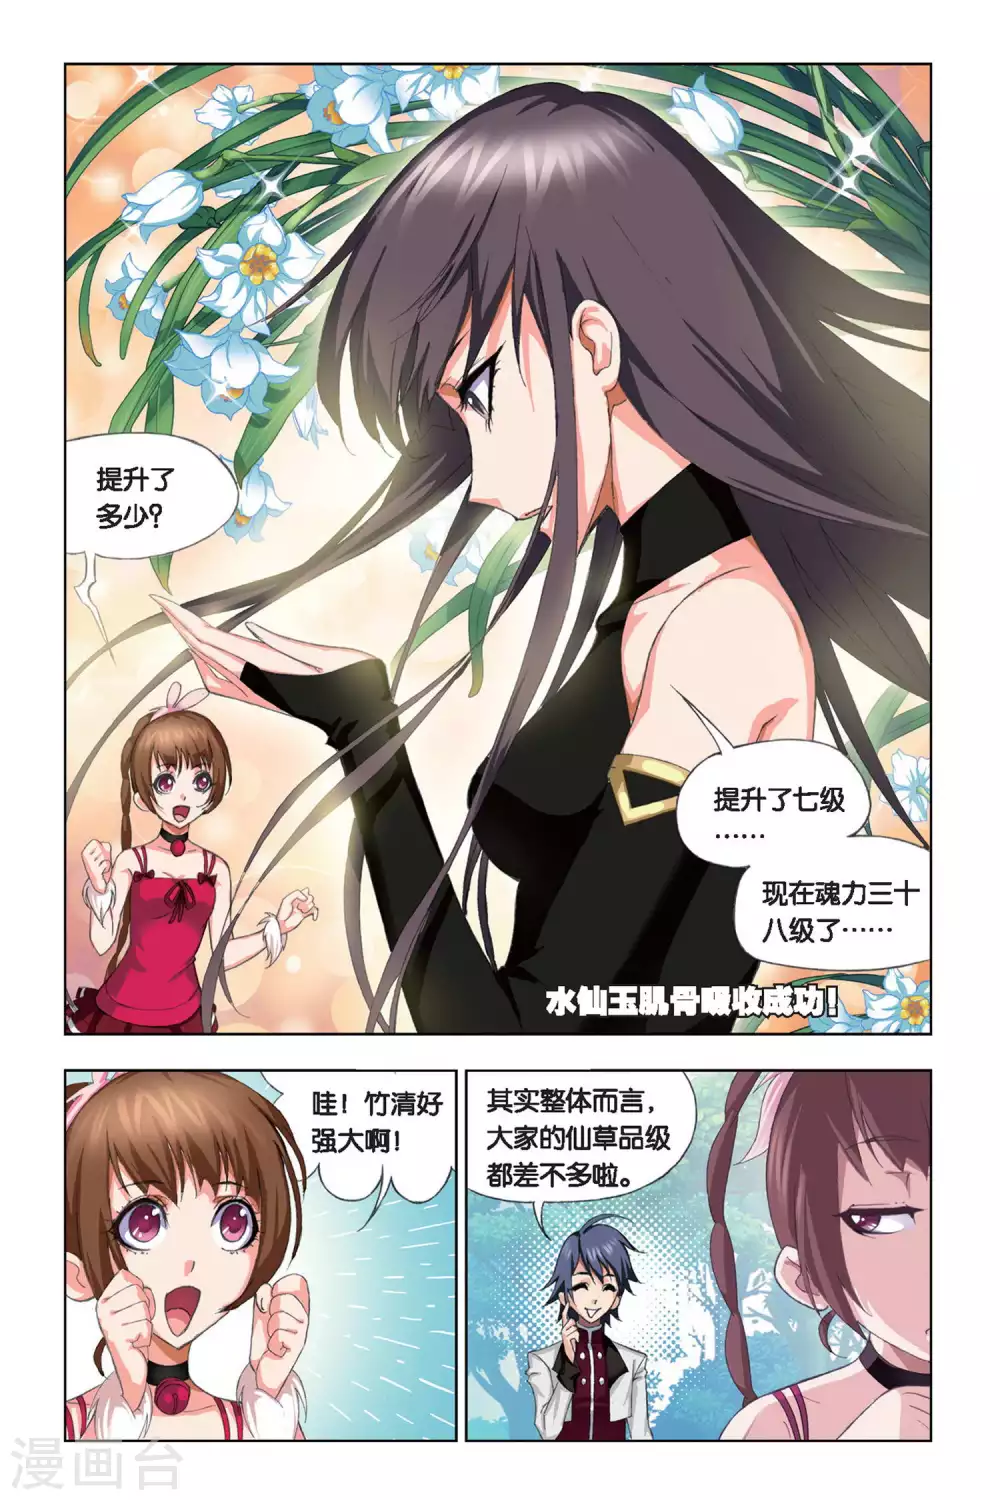 提升了
多少？
提升了七级
……
现在魂力三十
八级了……
水仙玉肌骨吸收成功！
哇！竹清好
强大啊！
其实整体而言，
大家的仙草品级
都差不多啦。
漫画台